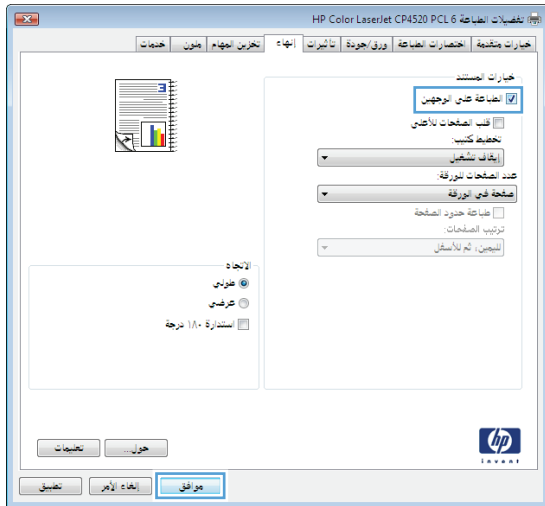 تفضيلات الطباعة HP Color LaserJet CP4520 PCL 6
خيارات متقدمة
اختصارات الطباعة
ورق/جودة
تأثيرات
إنهاء
تخزين المهام
ملون
خدمات
خيارات المستند
الطباعة على الوجهين
قلب الصفحات للأعلى
تخطيط كتيب:
إيقاف تشغيل
عدد الصفحات للورقة:
صفحة في الورقة
طباعة حدود الصفحة
ترتيب الصفحات:
لليمين، ثم للأسفل
الاتجاه
طولي
عرضي
استدارة ١٨٠ درجة
hp
invent
حول...
تعليمات
موافق
إلغاء الأمر
تطبيق